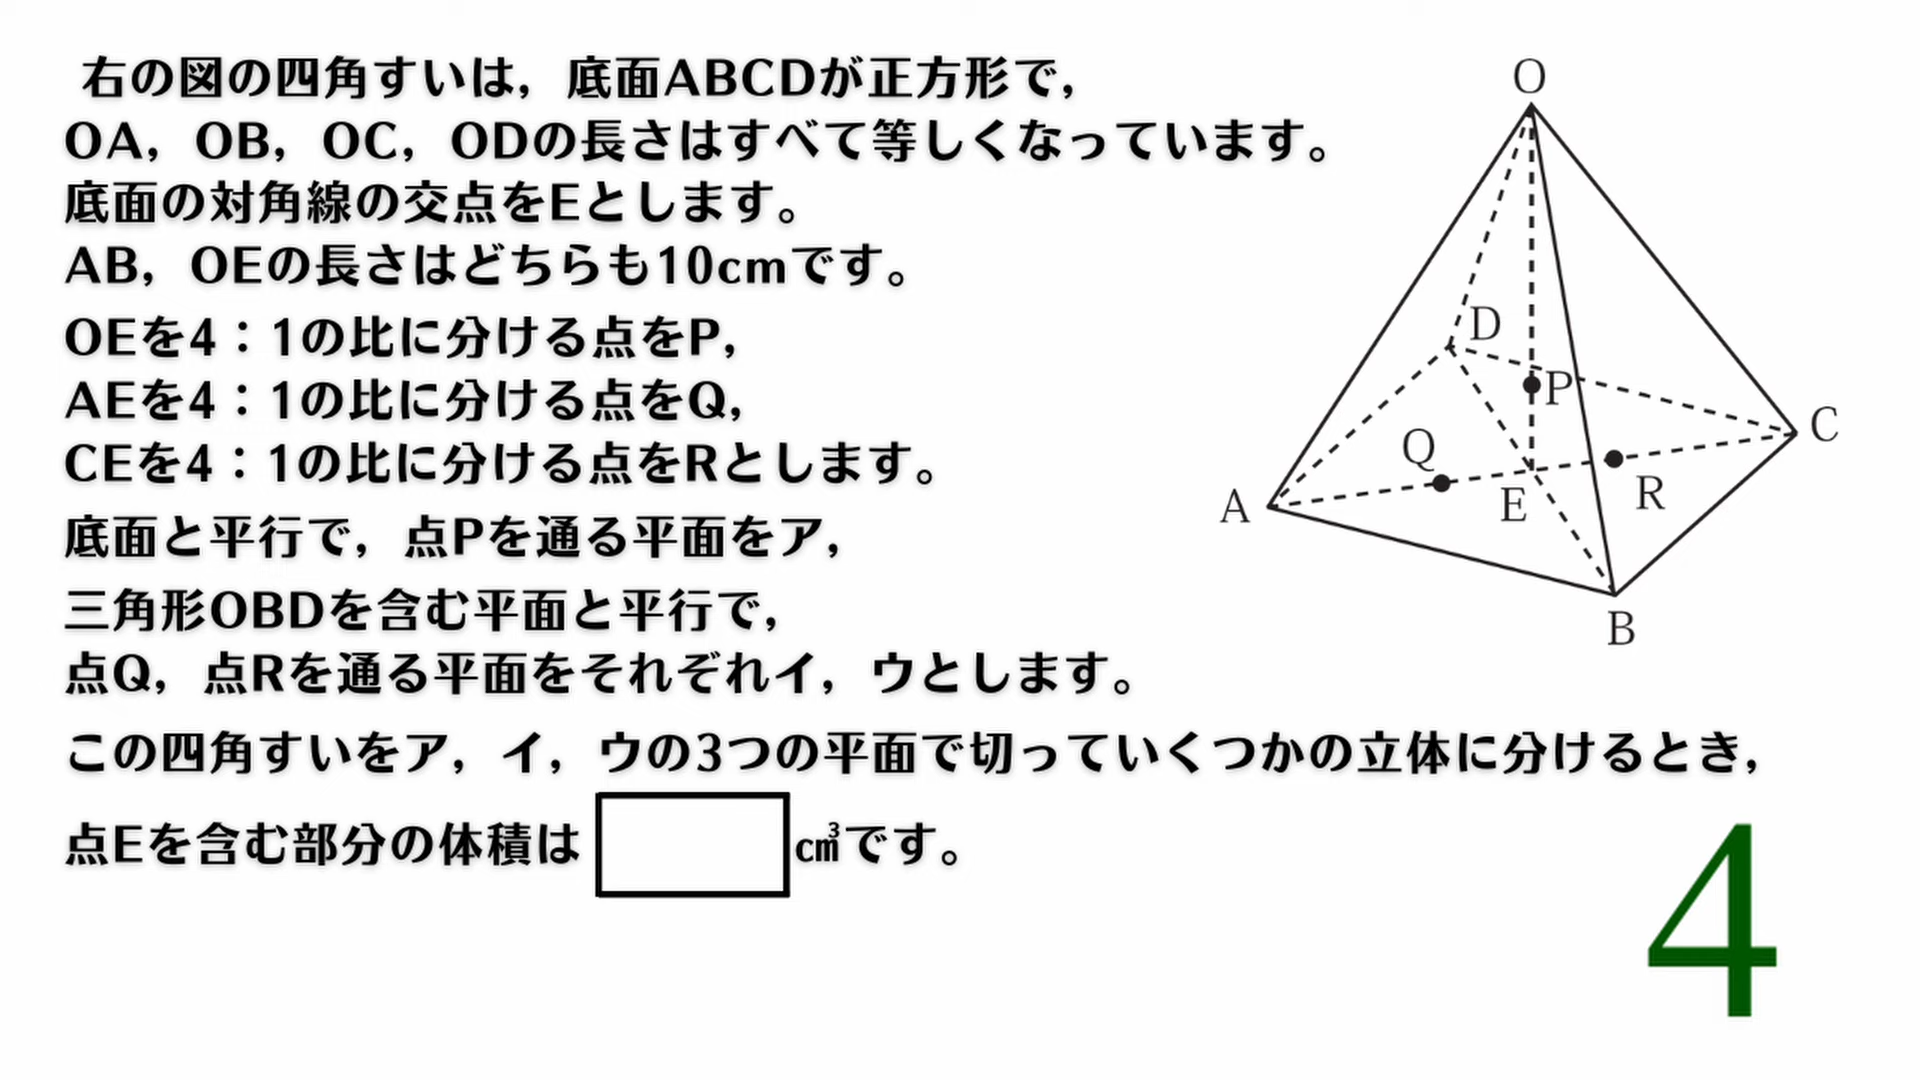 右の図の四角すいは，底面ABCDが正方形で，
OA，OB，OC，ODの長さはすべて等しくなっています。
底面の対角線の交点をEとします。
AB，OEの長さはどちらも10cmです。
OEを4：1の比に分ける点をP，
AEを4：1の比に分ける点をQ，
CEを4：1の比に分ける点をRとします。
底面と平行で，点Pを通る平面をア，
三角形OBDを含む平面と平行で，
点Q，点Rを通る平面をそれぞれイ，ウとします。
この四角すいをア，イ，ウの3つの平面で切っていくつかの立体に分けるとき，
点Eを含む部分の体積は cm³です。
O
D
P
C
Q
R
E
A
B
4